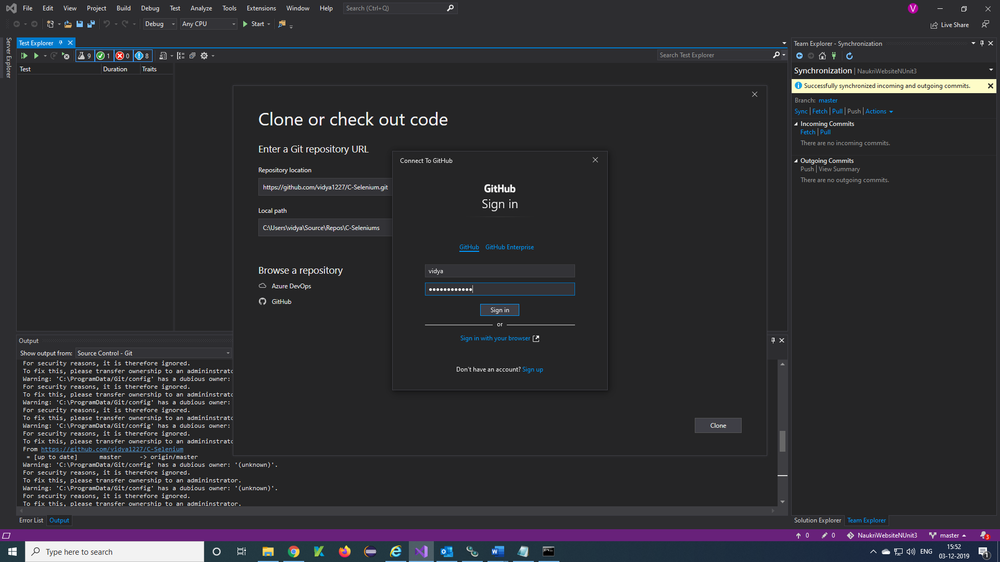 File Edit View Project Build Debug Test Analyze Tools Extensions Window Help Search (Ctrl+Q) V
Debug Any CPU Start Live Share
Server Explorer
Test Explorer
9 1 0 8 Search Test Explorer
Test Duration Traits
Clone or check out code
Enter a Git repository URL
Repository location
https://github.com/vidya1227/C-Selenium.git
Local path
C:\Users\vidya\Source\Repos\C-Seleniums
Browse a repository
Azure DevOps
GitHub
Clone
Connect To GitHub
GitHub
Sign in
GitHub GitHub Enterprise
vidya
••••••••••••
Sign in
or
Sign in with your browser
Don't have an account? Sign up
Team Explorer - Synchronization
Synchronization | NaukriWebsiteNUnit3
Successfully synchronized incoming and outgoing commits.
Branch: master
Sync | Fetch | Pull | Push | Actions
Incoming Commits
Fetch | Pull
There are no incoming commits.
Outgoing Commits
Push | View Summary
There are no outgoing commits.
Output
Show output from: Source Control - Git
For security reasons, it is therefore ignored.
To fix this, please transfer ownership to an admininstrato
Warning: 'C:\ProgramData/Git/config' has a dubious owner:
For security reasons, it is therefore ignored.
To fix this, please transfer ownership to an admininstrato
Warning: 'C:\ProgramData/Git/config' has a dubious owner:
For security reasons, it is therefore ignored.
To fix this, please transfer ownership to an admininstrato
Warning: 'C:\ProgramData/Git/config' has a dubious owner:
For security reasons, it is therefore ignored.
To fix this, please transfer ownership to an admininstrato
From https://github.com/vidya1227/C-Selenium
= [up to date] master -> origin/master
Warning: 'C:\ProgramData/Git/config' has a dubious owner: '(unknown)'.
For security reasons, it is therefore ignored.
To fix this, please transfer ownership to an admininstrator.
Warning: 'C:\ProgramData/Git/config' has a dubious owner: '(unknown)'.
For security reasons, it is therefore ignored.
To fix this, please transfer ownership to an admininstrator.
Error List Output
Solution Explorer Team Explorer
0 0 NaukriWebsiteNUnit3 master 3
Type here to search
ENG 15:52
03-12-2019 1